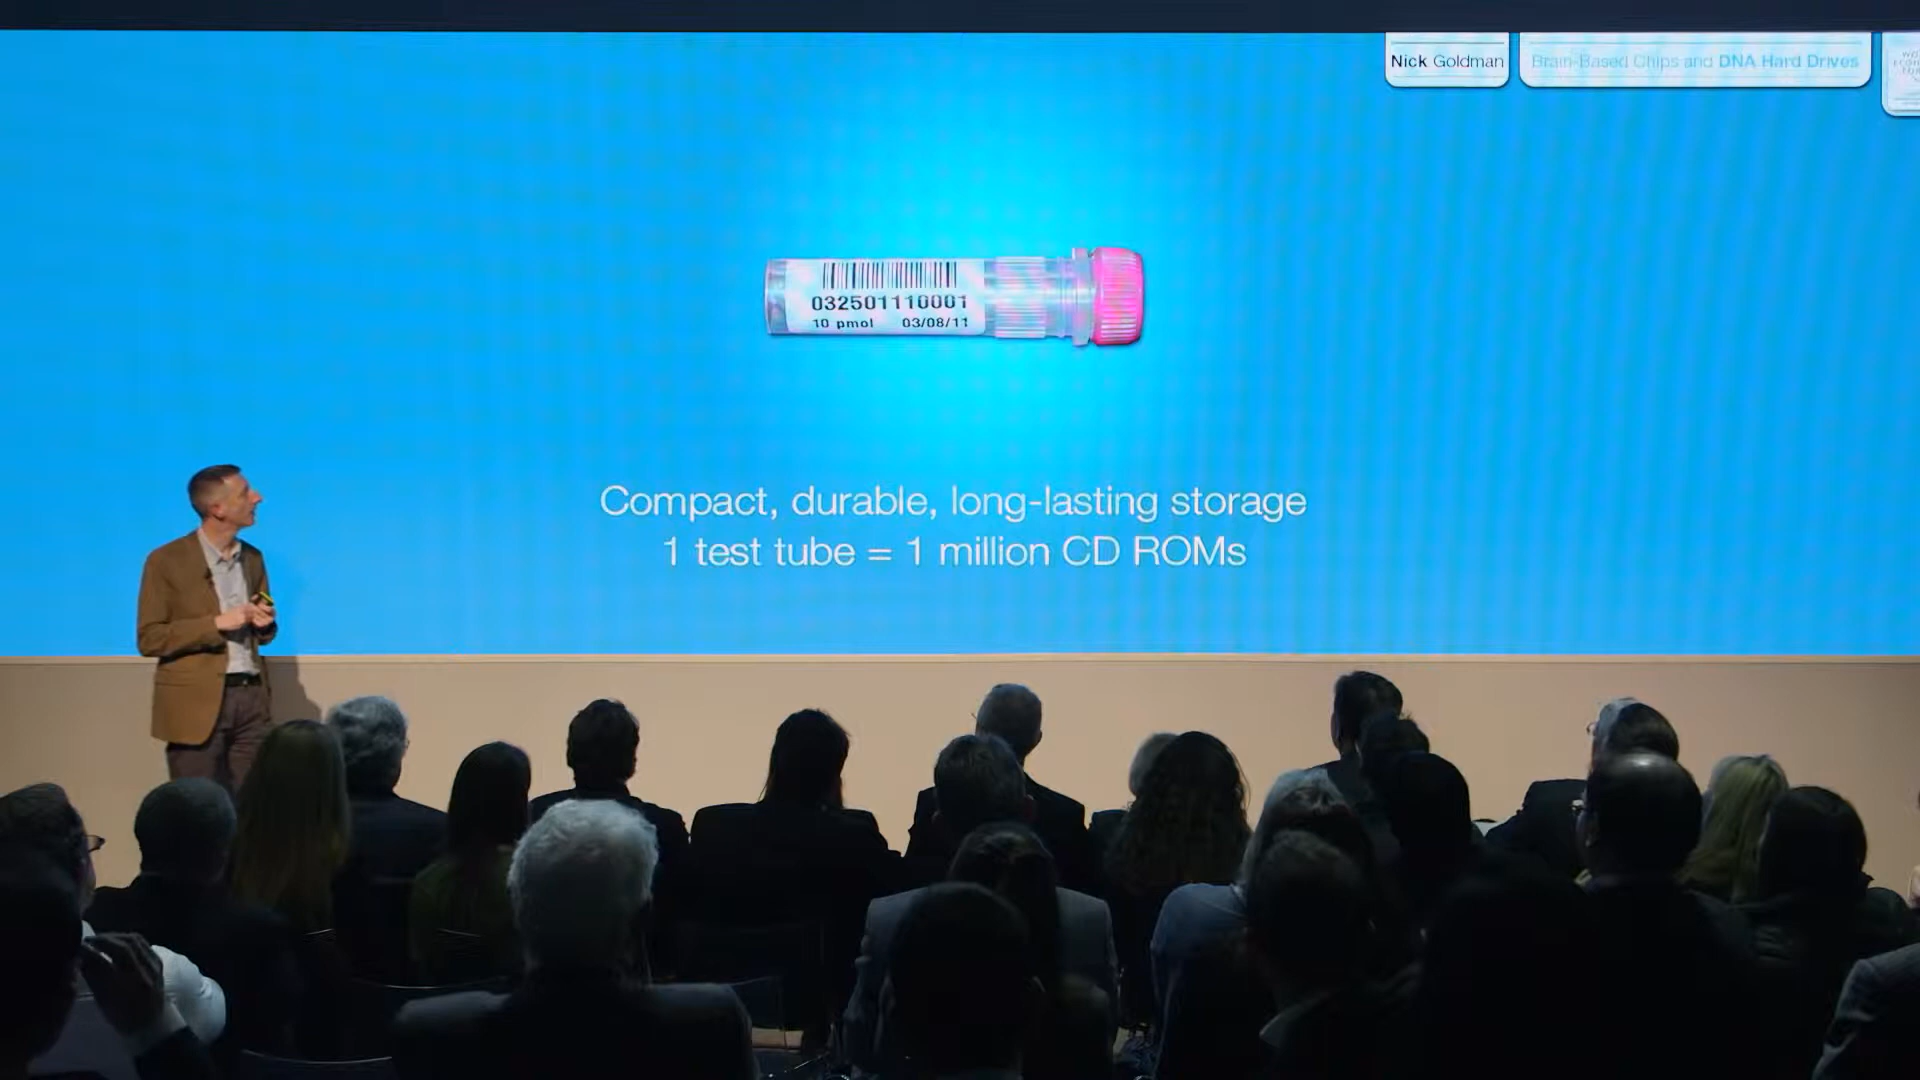 Nick Goldman
Brain-Based Chips and DNA Hard Drives
032501110001
10 pmol 03/08/11
Compact, durable, long-lasting storage
1 test tube = 1 million CD ROMs